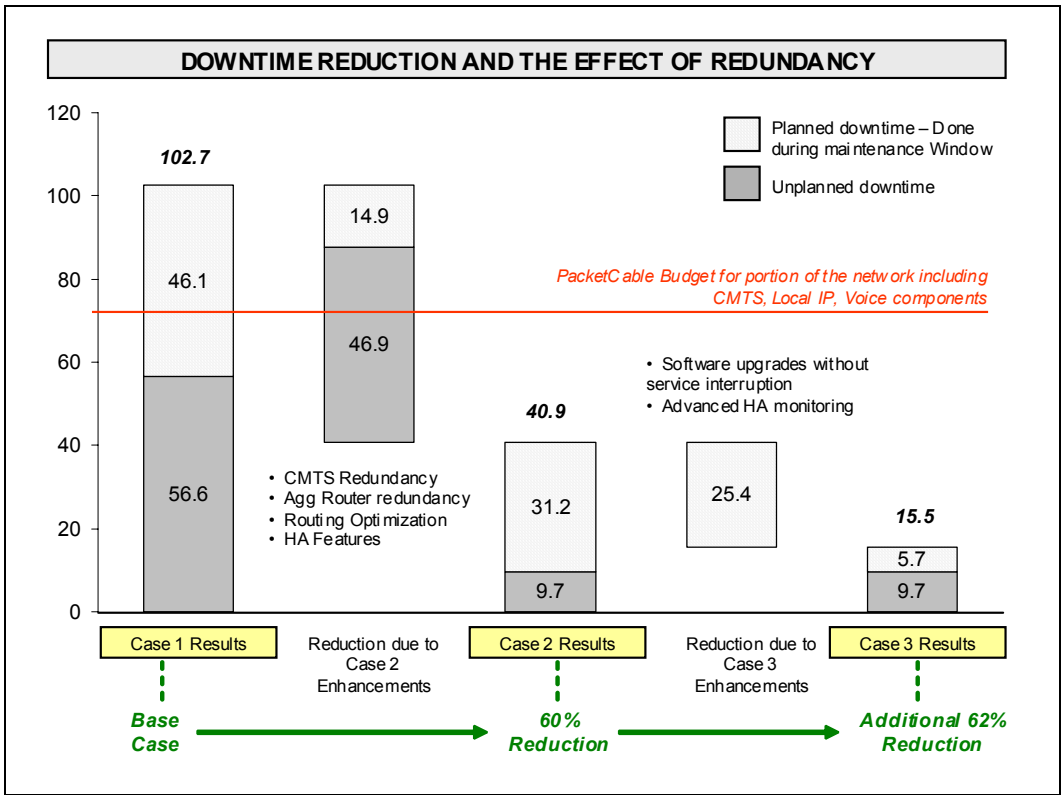 DOWNTIME REDUCTION AND THE EFFECT OF REDUNDANCY
120
100
80
60
40
20
0
Planned downtime – Done
during maintenance Window
Unplanned downtime
102.7
46.1
56.6
14.9
46.9
PacketCable Budget for portion of the network including
CMTS, Local IP, Voice components
• CMTS Redundancy
• Agg Router redundancy
• Routing Optimization
• HA Features
40.9
31.2
9.7
• Software upgrades without
service interruption
• Advanced HA monitoring
25.4
15.5
5.7
9.7
Case 1 Results
Reduction due to
Case 2
Enhancements
Case 2 Results
Reduction due to
Case 3
Enhancements
Case 3 Results
Base
Case
60%
Reduction
Additional 62%
Reduction